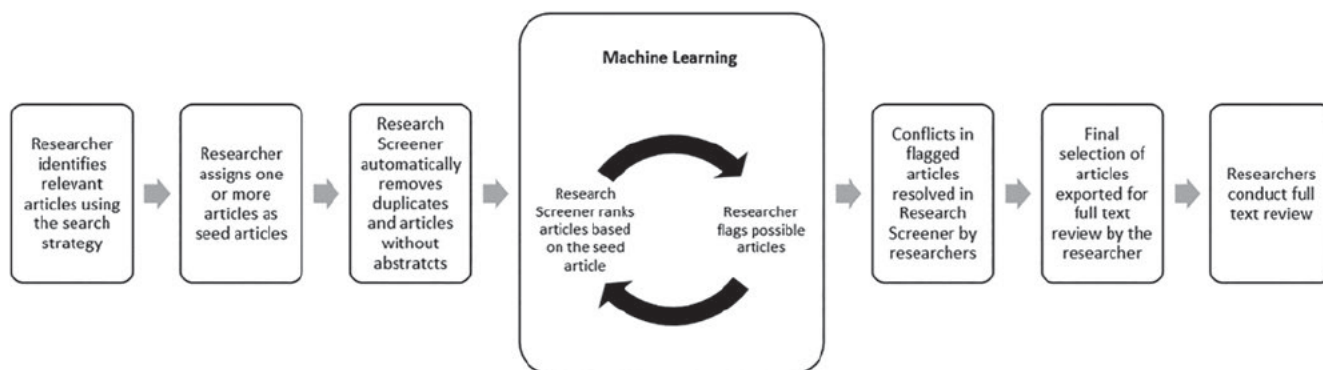 Machine Learning
Researcher
identifies
relevant
articles using
the search
strategy
Researcher
assigns one
or more
articles as
seed articles
Research
Screener
automatically
removes
duplicates
and articles
without
abstratcts
Research
Screener ranks
articles based
on the seed
article
Researcher
flags possible
articles
Conflicts in
flagged
articles
resolved in
Research
Screener by
researchers
Final
selection of
articles
exported for
full text
review by the
researcher
Researchers
conduct full
text review